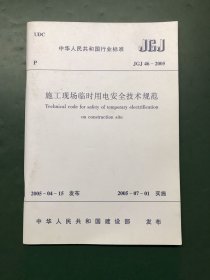 UDC
中华人民共和国行业标准
JGJ
P
JGJ 46-2005
施工现场临时用电安全技术规范
Technical code for safety of temporary electrification
on construction site
2005-04-15 发布
2005-07-01 实施
中华人民共和国建设部 发布